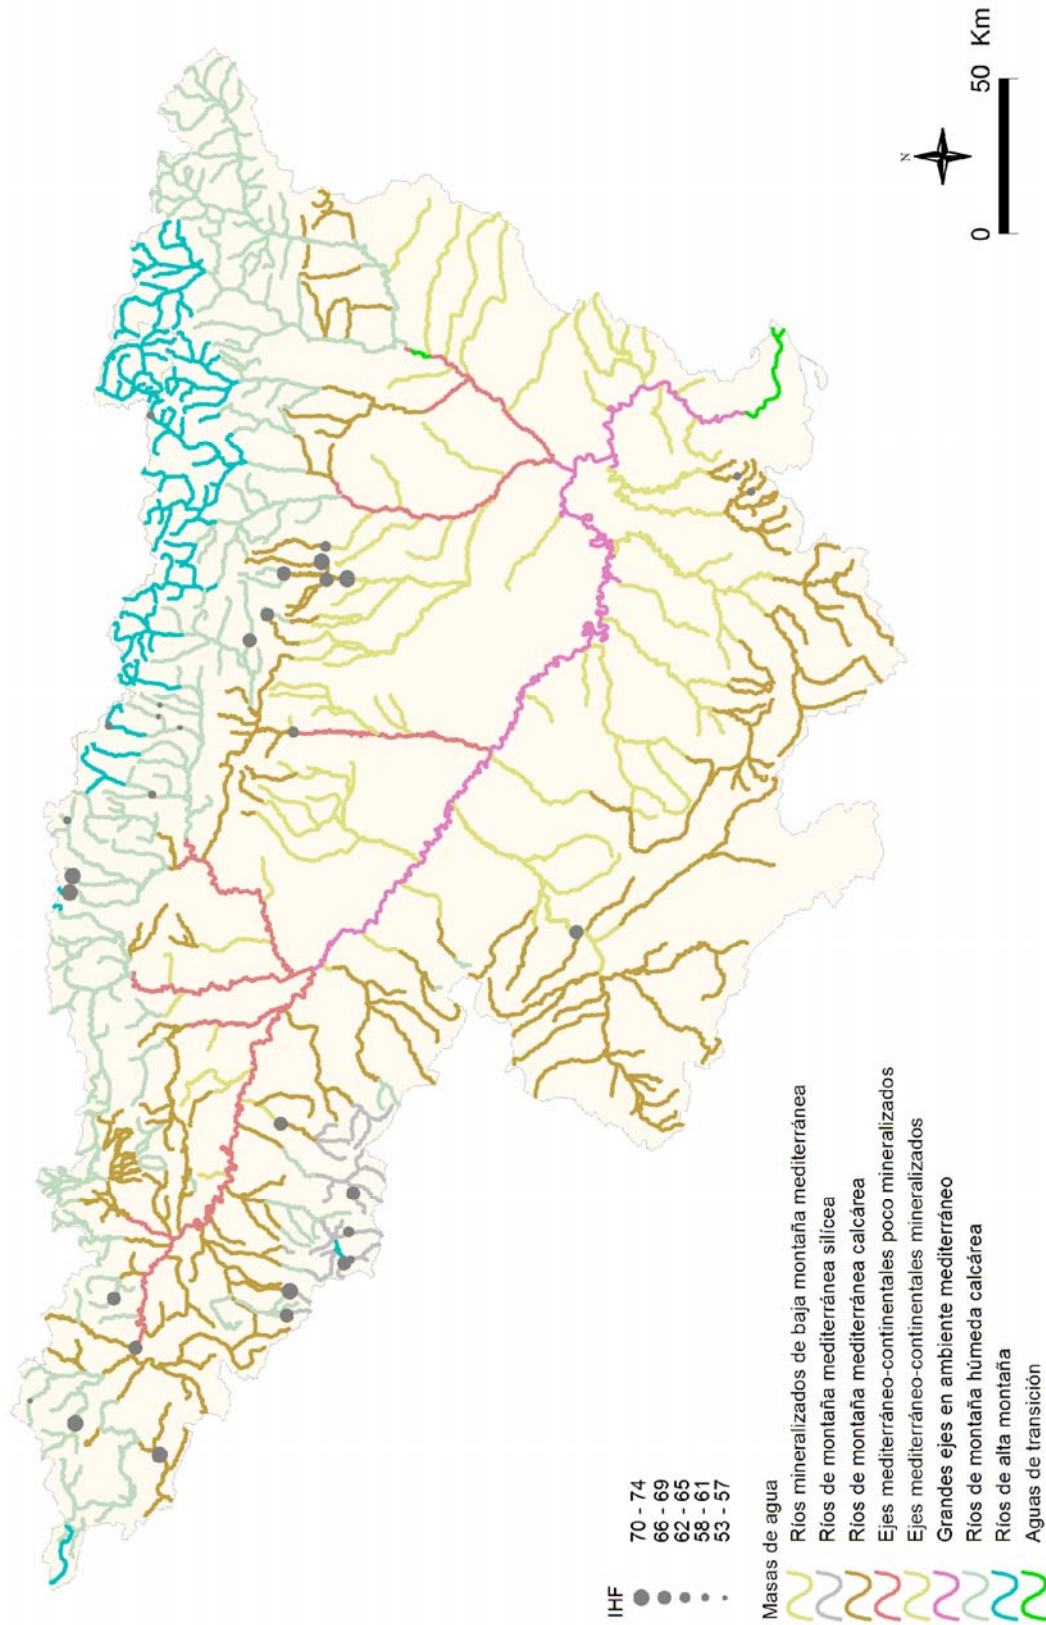 IHF
70 - 74
66 - 69
62 - 65
58 - 61
53 - 57
Masas de agua
Ríos mineralizados de baja montaña mediterránea
Ríos de montaña mediterránea silícea
Ríos de montaña mediterránea calcárea
Ejes mediterráneo-continentales poco mineralizados
Ejes mediterráneo-continentales mineralizados
Grandes ejes en ambiente mediterráneo
Ríos de montaña húmeda calcárea
Ríos de alta montaña
Aguas de transición
N
0 50 Km